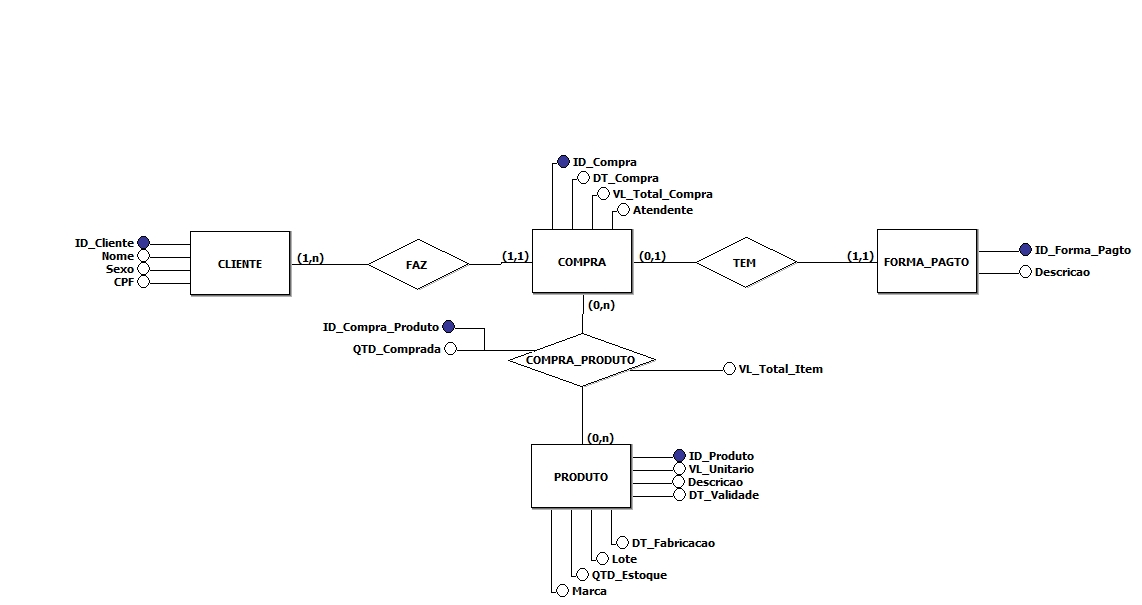 ID_Compra
DT_Compra
VL_Total_Compra
Atendente
ID_Cliente
Nome
Sexo
CPF
CLIENTE
(1,n)
FAZ
(1,1)
COMPRA
(0,1)
TEM
(1,1)
FORMA_PAGTO
ID_Forma_Pagto
Descricao
(0,n)
ID_Compra_Produto
QTD_Comprada
COMPRA_PRODUTO
VL_Total_Item
(0,n)
PRODUTO
ID_Produto
VL_Unitario
Descricao
DT_Validade
DT_Fabricacao
Lote
QTD_Estoque
Marca